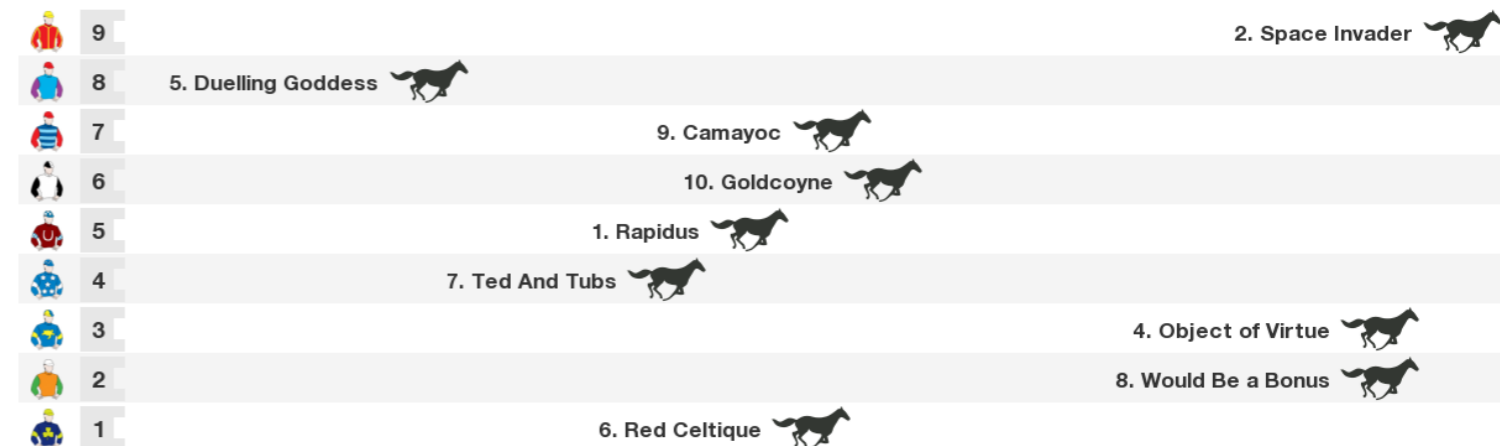 9 2. Space Invader
8 5. Duelling Goddess
7 9. Camayoc
6 10. Goldcoyne
5 1. Rapidus
4 7. Ted And Tubs
3 4. Object of Virtue
2 8. Would Be a Bonus
1 6. Red Celtique